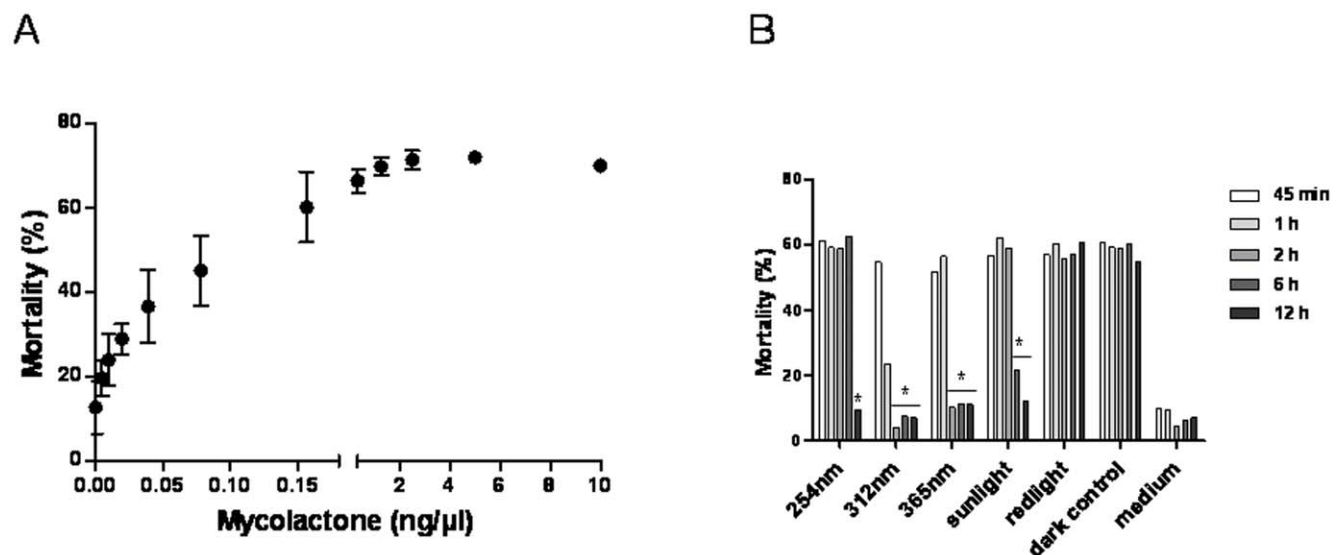 A
Mortality (%)
80
60
40
20
0
0.00 0.05 0.10 0.15 2 4 6 8 10
Mycolactone (ng/µl)
B
Mortality (%)
80
60
40
20
0
*
*
*
*
254nm
312nm
365nm
sunlight
redlight
dark control
medium
45 min
1 h
2 h
6 h
12 h